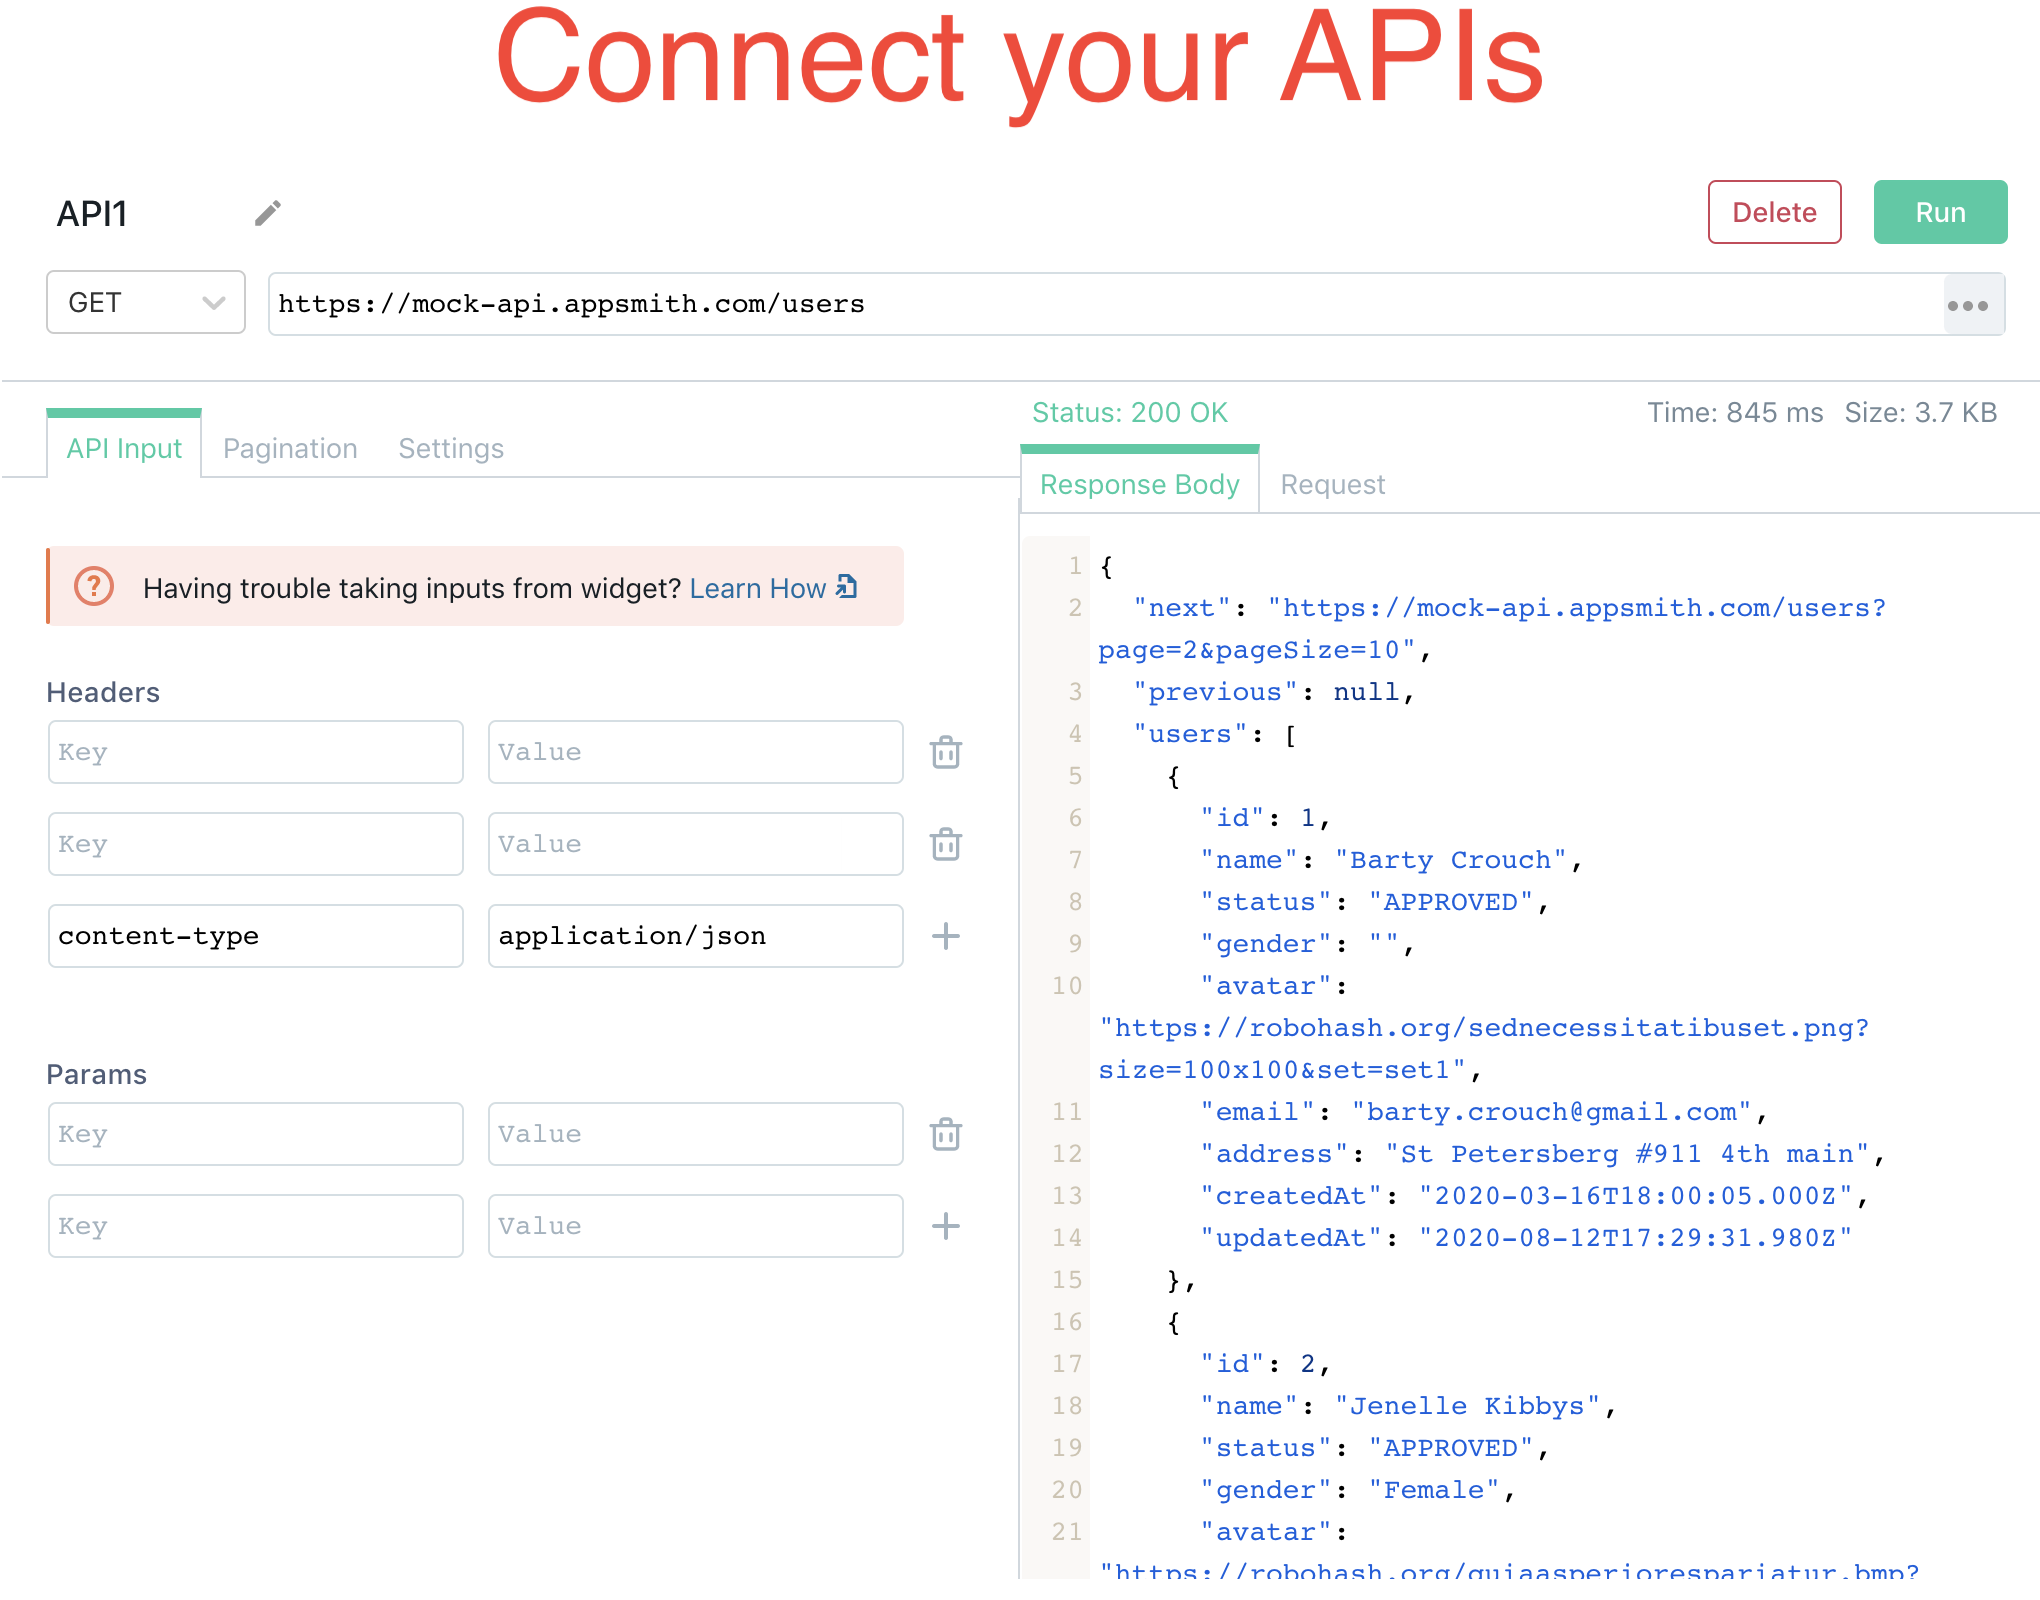 Connect your APIs
API1
Delete
Run
GET
https://mock-api.appsmith.com/users
API Input
Pagination
Settings
Having trouble taking inputs from widget? Learn How
Headers
Key
Value
Key
Value
content-type
application/json
Params
Key
Value
Key
Value
Status: 200 OK
Time: 845 ms
Size: 3.7 KB
Response Body
Request
1 {
2 "next": "https://mock-api.appsmith.com/users?
page=2&pageSize=10",
3 "previous": null,
4 "users": [
5 {
6 "id": 1,
7 "name": "Barty Crouch",
8 "status": "APPROVED",
9 "gender": "",
10 "avatar":
"https://robohash.org/sednecessitatibuset.png?
size=100x100&set=set1",
11 "email": "barty.crouch@gmail.com",
12 "address": "St Petersberg #911 4th main",
13 "createdAt": "2020-03-16T18:00:05.000Z",
14 "updatedAt": "2020-08-12T17:29:31.980Z"
15 },
16 {
17 "id": 2,
18 "name": "Jenelle Kibbys",
19 "status": "APPROVED",
20 "gender": "Female",
21 "avatar":
"https://robohash.org/quiaasperiorespariatur.bmp?